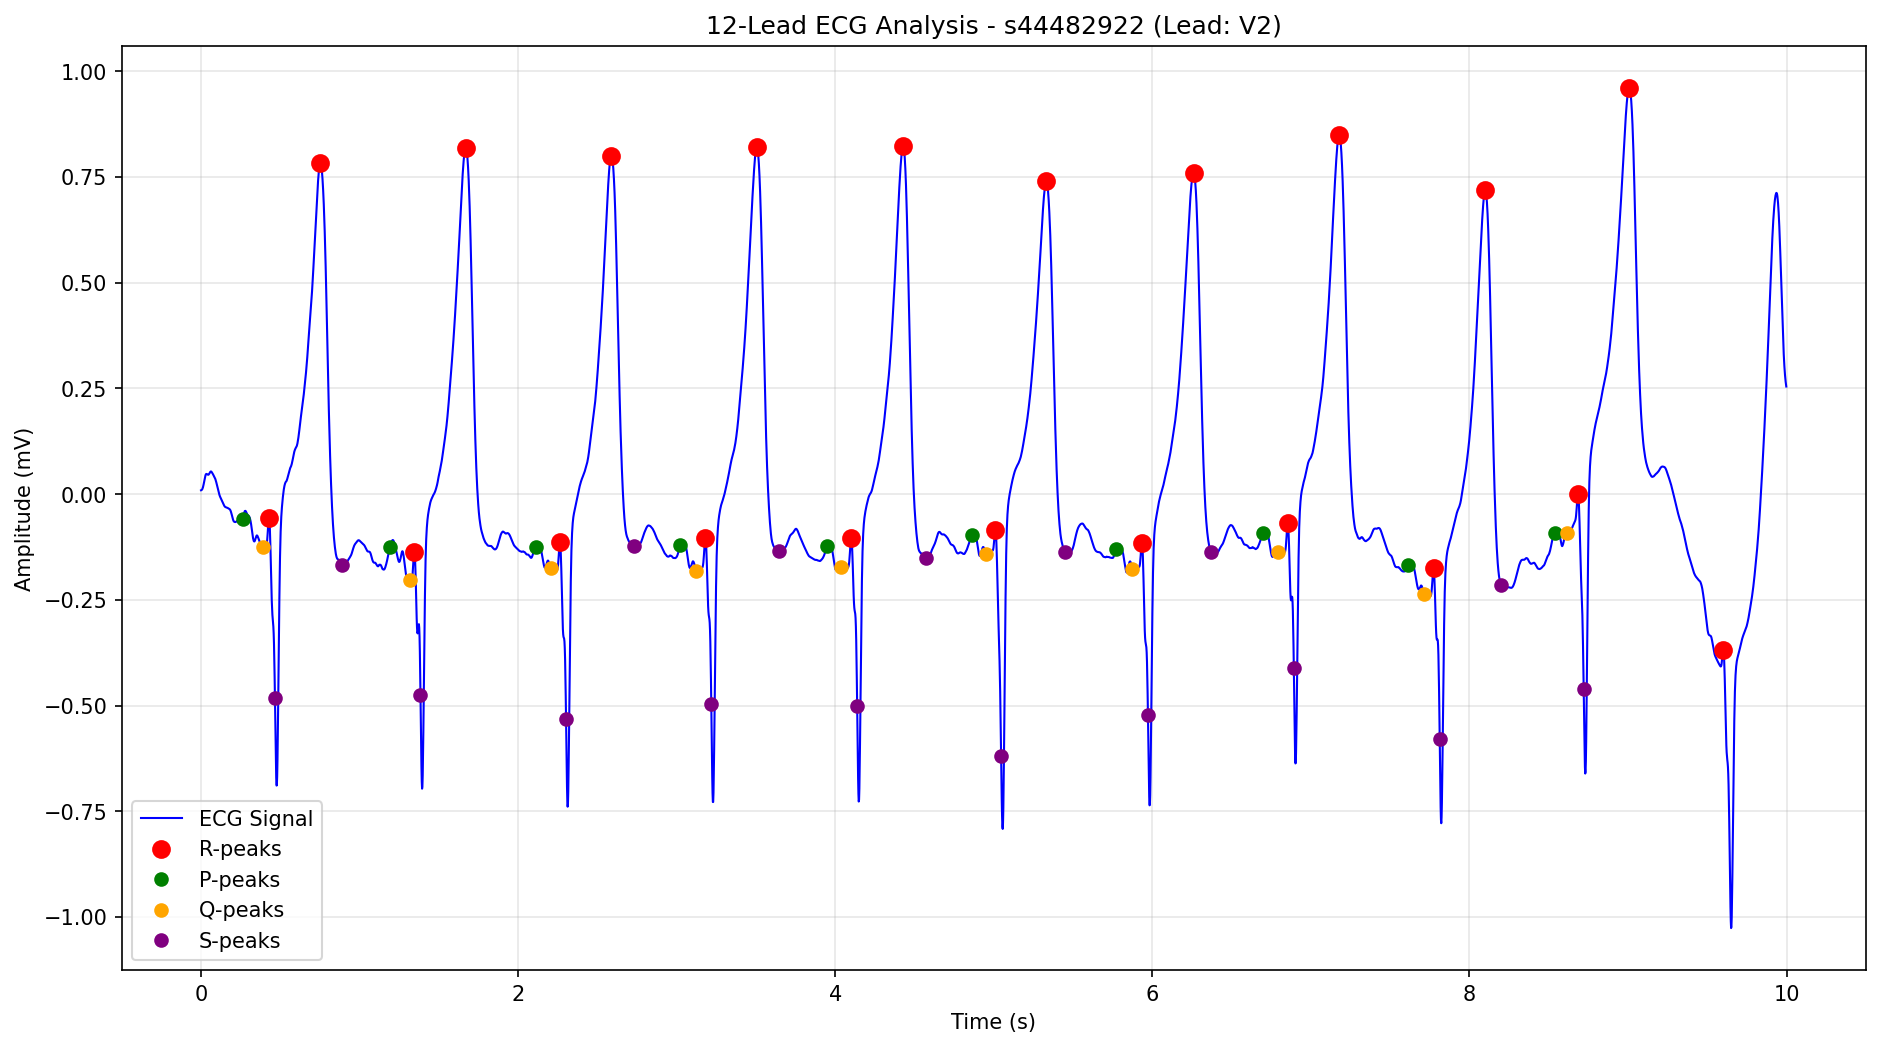 12-Lead ECG Analysis - s44482922 (Lead: V2)
Amplitude (mV)
1.00
0.75
0.50
0.25
0.00
−0.25
−0.50
−0.75
−1.00
ECG Signal
R-peaks
P-peaks
Q-peaks
S-peaks
0 2 4 6 8 10
Time (s)